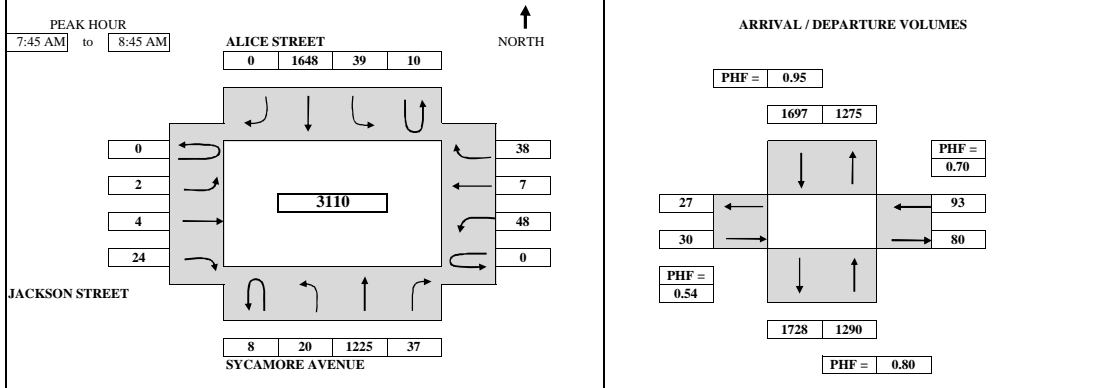 PEAK HOUR
7:45 AM to 8:45 AM
NORTH
ALICE STREET
0 1648 39 10
0
38
2
7
3110
4
48
24
0
JACKSON STREET
8 20 1225 37
SYCAMORE AVENUE
ARRIVAL / DEPARTURE VOLUMES
PHF = 0.95
1697 1275
PHF =
0.70
27
93
30
80
PHF =
0.54
1728 1290
PHF = 0.80